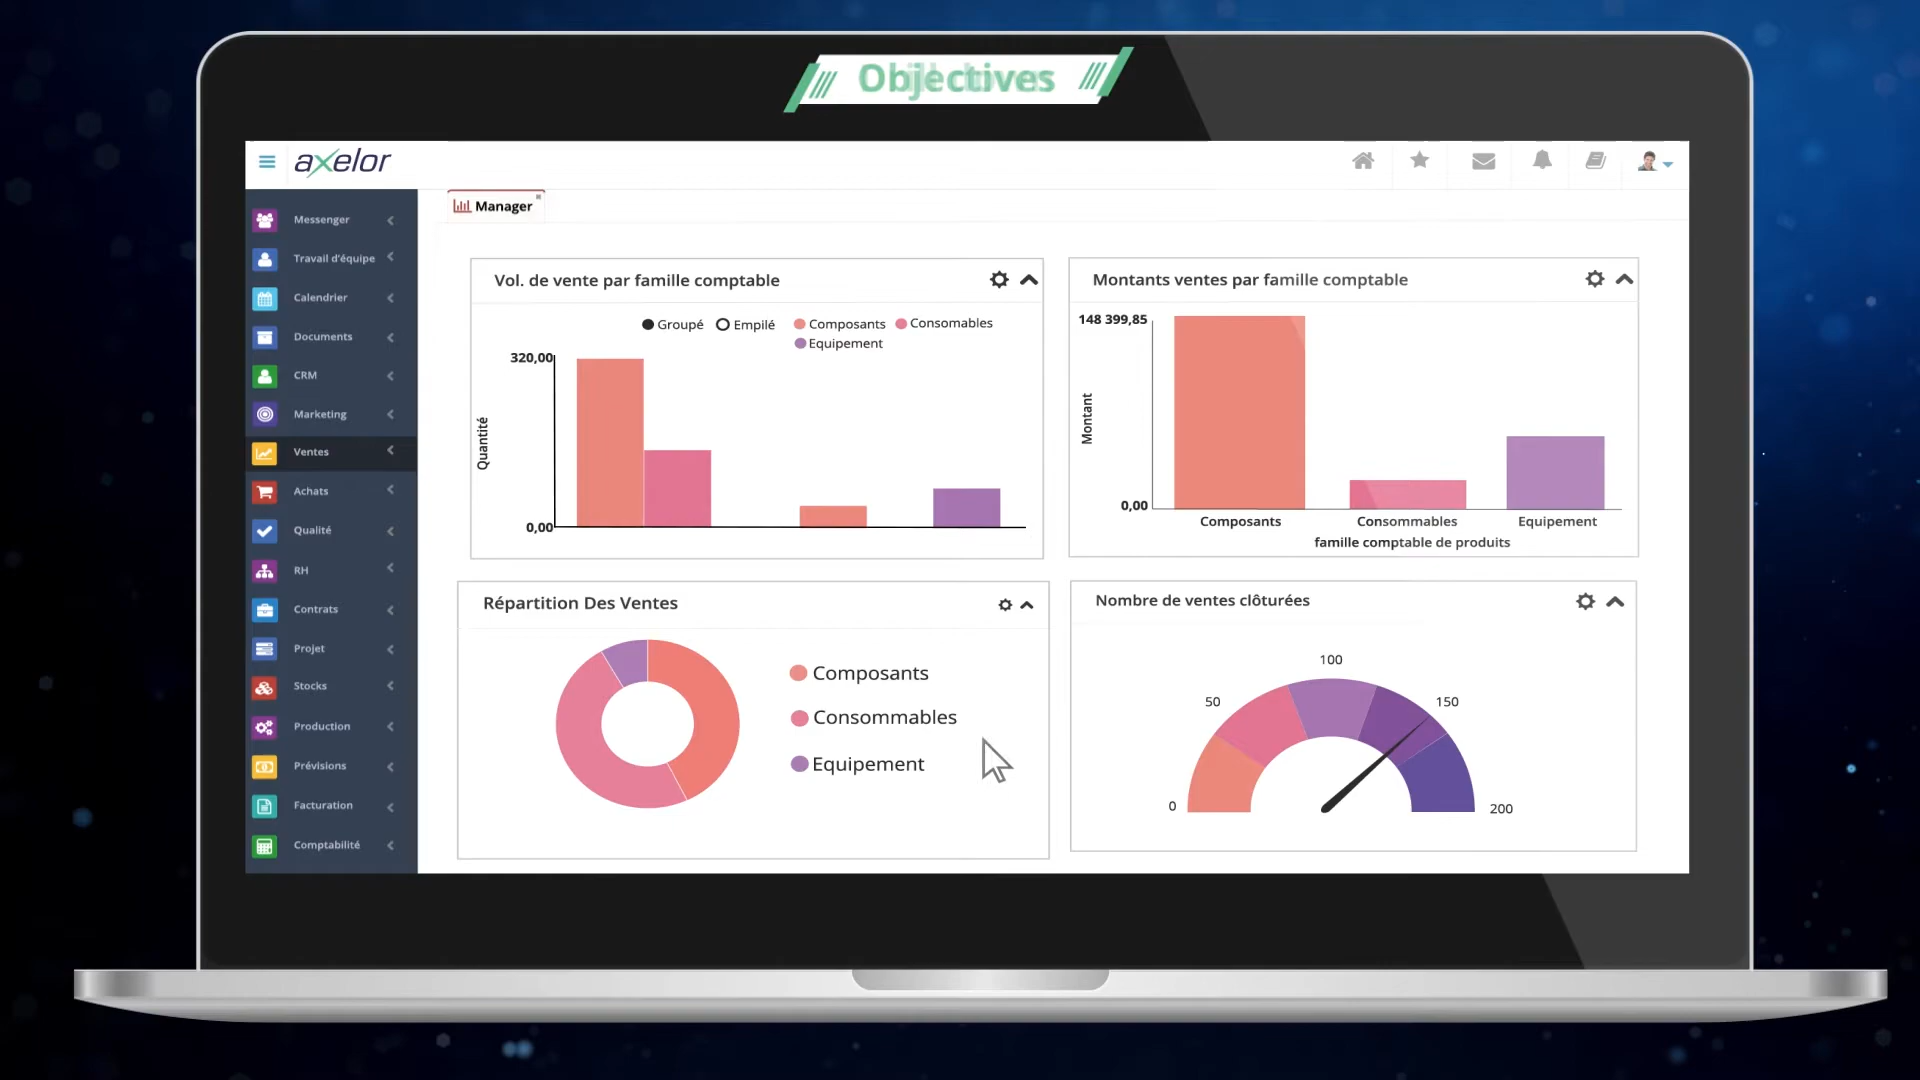 Objectives
axelor
Manager
Messenger
Travail d'équipe
Calendrier
Documents
CRM
Marketing
Ventes
Achats
Qualité
RH
Contrats
Projet
Stocks
Production
Prévisions
Facturation
Comptabilité
Vol. de vente par famille comptable
Groupé Empilé Composants Consomables
Equipement
320,00
Quantité
0,00
Montants ventes par famille comptable
148 399,85
Montant
0,00
Composants Consommables Equipement
famille comptable de produits
Répartition Des Ventes
Composants
Consommables
Equipement
Nombre de ventes clôturées
100
50 150
0 200